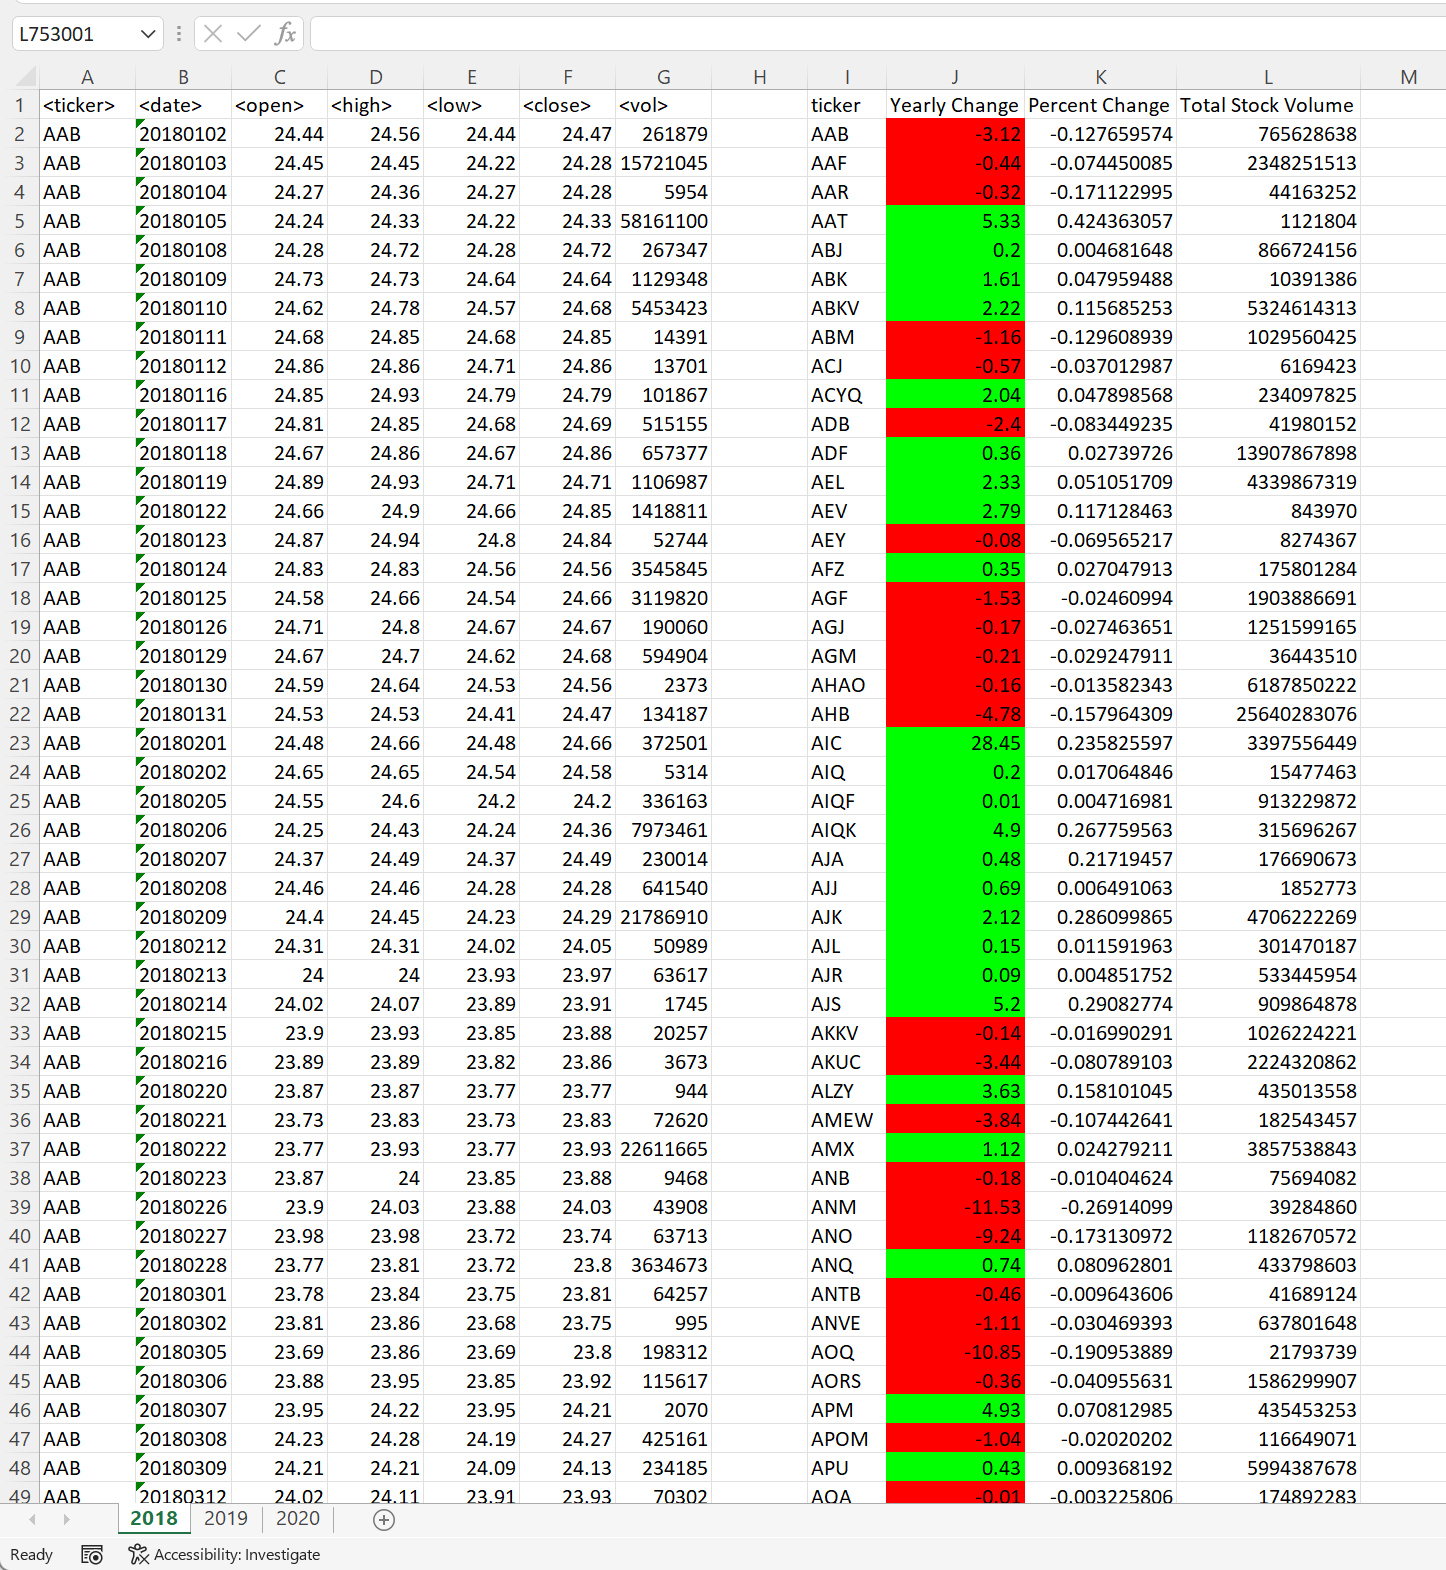 L753001 fx
A B C D E F G H I J K L M
1 <ticker> <date> <open> <high> <low> <close> <vol> ticker Yearly Change Percent Change Total Stock Volume
2 AAB 20180102 24.44 24.56 24.44 24.47 261879 AAB -3.12 -0.127659574 765628638
3 AAB 20180103 24.45 24.45 24.22 24.28 15721045 AAF -0.44 -0.074450085 2348251513
4 AAB 20180104 24.27 24.36 24.27 24.28 5954 AAR -0.32 -0.171122995 44163252
5 AAB 20180105 24.24 24.33 24.22 24.33 58161100 AAT 5.33 0.424363057 1121804
6 AAB 20180108 24.28 24.72 24.28 24.72 267347 ABJ 0.2 0.004681648 866724156
7 AAB 20180109 24.73 24.73 24.64 24.64 1129348 ABK 1.61 0.047959488 10391386
8 AAB 20180110 24.62 24.78 24.57 24.68 5453423 ABKV 2.22 0.115685253 5324614313
9 AAB 20180111 24.68 24.85 24.68 24.85 14391 ABM -1.16 -0.129608939 1029560425
10 AAB 20180112 24.86 24.86 24.71 24.86 13701 ACJ -0.57 -0.037012987 6169423
11 AAB 20180116 24.85 24.93 24.79 24.79 101867 ACYQ 2.04 0.047898568 234097825
12 AAB 20180117 24.81 24.85 24.68 24.69 515155 ADB -2.4 -0.083449235 41980152
13 AAB 20180118 24.67 24.86 24.67 24.86 657377 ADF 0.36 0.02739726 13907867898
14 AAB 20180119 24.89 24.93 24.71 24.71 1106987 AEL 2.33 0.051051709 4339867319
15 AAB 20180122 24.66 24.9 24.66 24.85 1418811 AEV 2.79 0.117128463 843970
16 AAB 20180123 24.87 24.94 24.8 24.84 52744 AEY -0.08 -0.069565217 8274367
17 AAB 20180124 24.83 24.83 24.56 24.56 3545845 AFZ 0.35 0.027047913 175801284
18 AAB 20180125 24.58 24.66 24.54 24.66 3119820 AGF -1.53 -0.02460994 1903886691
19 AAB 20180126 24.71 24.8 24.67 24.67 190060 AGJ -0.17 -0.027463651 1251599165
20 AAB 20180129 24.67 24.7 24.62 24.68 594904 AGM -0.21 -0.029247911 36443510
21 AAB 20180130 24.59 24.64 24.53 24.56 2373 AHAO -0.16 -0.013582343 6187850222
22 AAB 20180131 24.53 24.53 24.41 24.47 134187 AHB -4.78 -0.157964309 25640283076
23 AAB 20180201 24.48 24.66 24.48 24.66 372501 AIC 28.45 0.235825597 3397556449
24 AAB 20180202 24.65 24.65 24.54 24.58 5314 AIQ 0.2 0.017064846 15477463
25 AAB 20180205 24.55 24.6 24.2 24.2 336163 AIQF 0.01 0.004716981 913229872
26 AAB 20180206 24.25 24.43 24.24 24.36 7973461 AIQK 4.9 0.267759563 315696267
27 AAB 20180207 24.37 24.49 24.37 24.49 230014 AJA 0.48 0.21719457 176690673
28 AAB 20180208 24.46 24.46 24.28 24.28 641540 AJJ 0.69 0.006491063 1852773
29 AAB 20180209 24.4 24.45 24.23 24.29 21786910 AJK 2.12 0.286099865 4706222269
30 AAB 20180212 24.31 24.31 24.02 24.05 50989 AJL 0.15 0.011591963 301470187
31 AAB 20180213 24 24 23.93 23.97 63617 AJR 0.09 0.004851752 533445954
32 AAB 20180214 24.02 24.07 23.89 23.91 1745 AJS 5.2 0.29082774 909864878
33 AAB 20180215 23.9 23.93 23.85 23.88 20257 AKKV -0.14 -0.016990291 1026224221
34 AAB 20180216 23.89 23.89 23.82 23.86 3673 AKUC -3.44 -0.080789103 2224320862
35 AAB 20180220 23.87 23.87 23.77 23.77 944 ALZY 3.63 0.158101045 435013558
36 AAB 20180221 23.73 23.83 23.73 23.83 72620 AMEW -3.84 -0.107442641 182543457
37 AAB 20180222 23.77 23.93 23.77 23.93 22611665 AMX 1.12 0.024279211 3857538843
38 AAB 20180223 23.87 24 23.85 23.88 9468 ANB -0.18 -0.010404624 75694082
39 AAB 20180226 23.9 24.03 23.88 24.03 43908 ANM -11.53 -0.26914099 39284860
40 AAB 20180227 23.98 23.98 23.72 23.74 63713 ANO -9.24 -0.173130972 1182670572
41 AAB 20180228 23.77 23.81 23.72 23.8 3634673 ANQ 0.74 0.080962801 433798603
42 AAB 20180301 23.78 23.84 23.75 23.81 64257 ANTB -0.46 -0.009643606 41689124
43 AAB 20180302 23.81 23.86 23.68 23.75 995 ANVE -1.11 -0.030469393 637801648
44 AAB 20180305 23.69 23.86 23.69 23.8 198312 AOQ -10.85 -0.190953889 21793739
45 AAB 20180306 23.88 23.95 23.85 23.92 115617 AORS -0.36 -0.040955631 1586299907
46 AAB 20180307 23.95 24.22 23.95 24.21 2070 APM 4.93 0.070812985 435453253
47 AAB 20180308 24.23 24.28 24.19 24.27 425161 APOM -1.04 -0.02020202 116649071
48 AAB 20180309 24.21 24.21 24.09 24.13 234185 APU 0.43 0.009368192 5994387678
49 AAB 20180312 24.02 24.11 23.91 23.93 70302 AQA -0.01 -0.003225806 174892283
2018 2019 2020
Ready Accessibility: Investigate